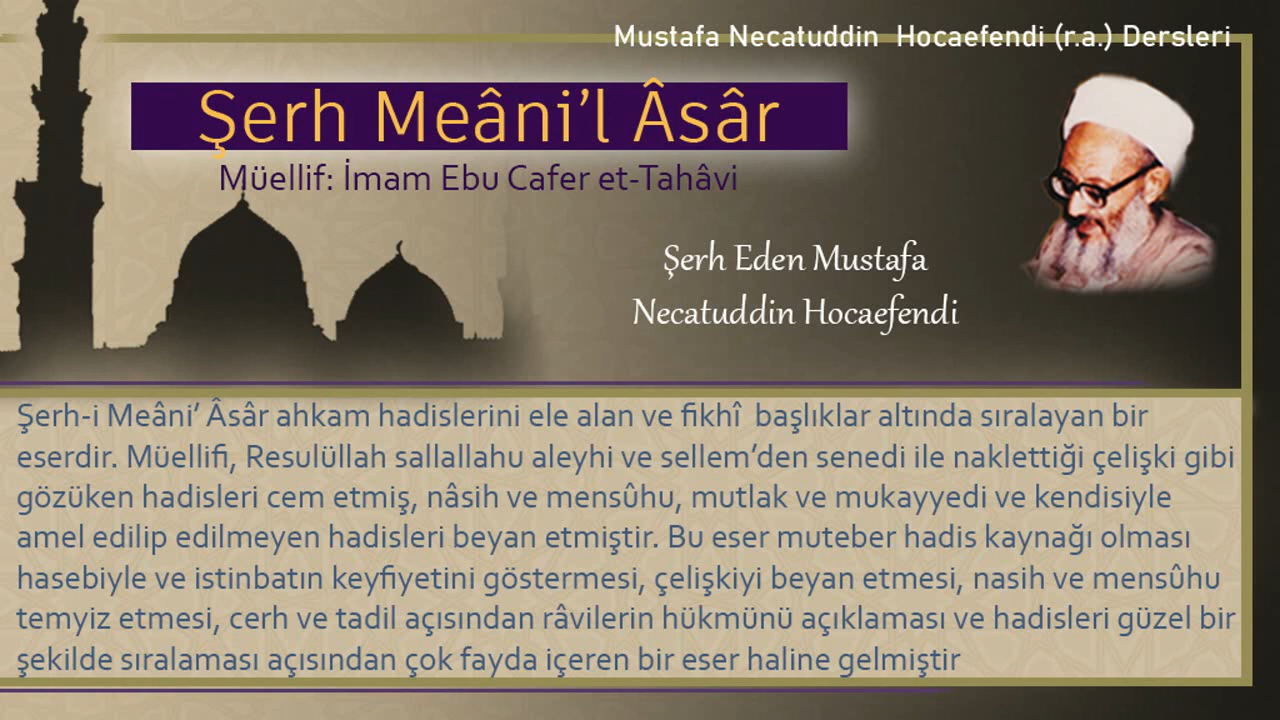 Mustafa Necatuddin Hocaefendi (r.a.) Dersleri
Şerh Meâni’l Âsâr
Müellif: İmam Ebu Cafer et-Tahâvi
Şerh Eden Mustafa
Necatuddin Hocaefendi
Şerh-i Meâni’ Âsâr ahkam hadislerini ele alan ve fikhî başlıklar altında sıralayan bir
eserdir. Müellifi, Resulüllah sallallahu aleyhi ve sellem’den senedi ile naklettiği çelişki gibi
gözüken hadisleri cem etmiş, nâsih ve mensûhu, mutlak ve mukayyedi ve kendisiyle
amel edilip edilmeyen hadisleri beyan etmiştir. Bu eser muteber hadis kaynağı olması
hasebiyle ve istinbatın keyfiyetini göstermesi, çelişkiyi beyan etmesi, nasih ve mensûhu
temyiz etmesi, cerh ve tadil açısından râvilerin hükmünü açıklaması ve hadisleri güzel bir
şekilde sıralaması açısından çok fayda içeren bir eser haline gelmiştir